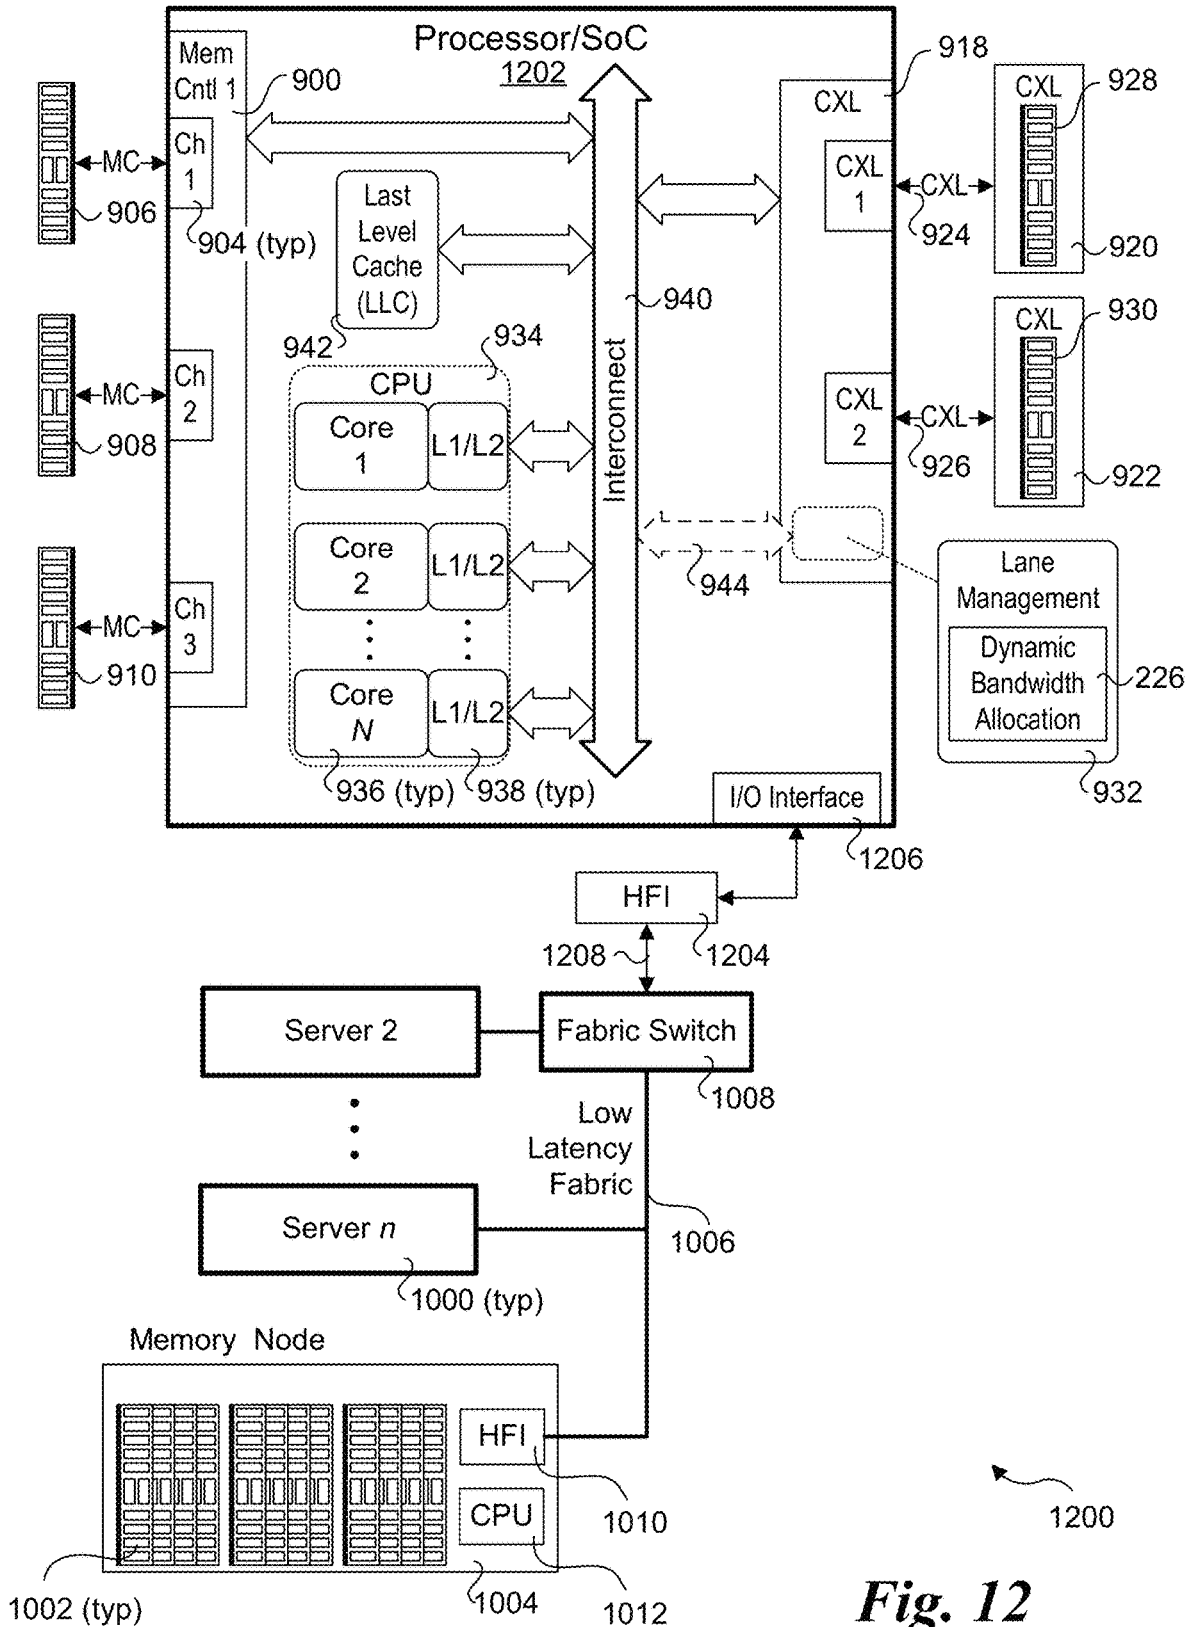 Processor/SoC
1202
Mem
Cntl 1
900
Ch
1
MC
906
904 (typ)
Ch
2
MC
908
Ch
3
MC
910
Last
Level
Cache
(LLC)
942
934
CPU
Core
1
L1/L2
Core
2
L1/L2
Core
N
L1/L2
936 (typ)
938 (typ)
940
Interconnect
944
918
CXL
CXL
1
CXL
924
CXL
928
920
CXL
2
CXL
926
CXL
930
922
Lane
Management
Dynamic
Bandwidth
Allocation
226
932
I/O Interface
1206
HFI
1204
1208
Server 2
Fabric Switch
1008
Low
Latency
Fabric
1006
Server n
1000 (typ)
Memory Node
HFI
1010
CPU
1012
1002 (typ)
1004
1200
Fig. 12